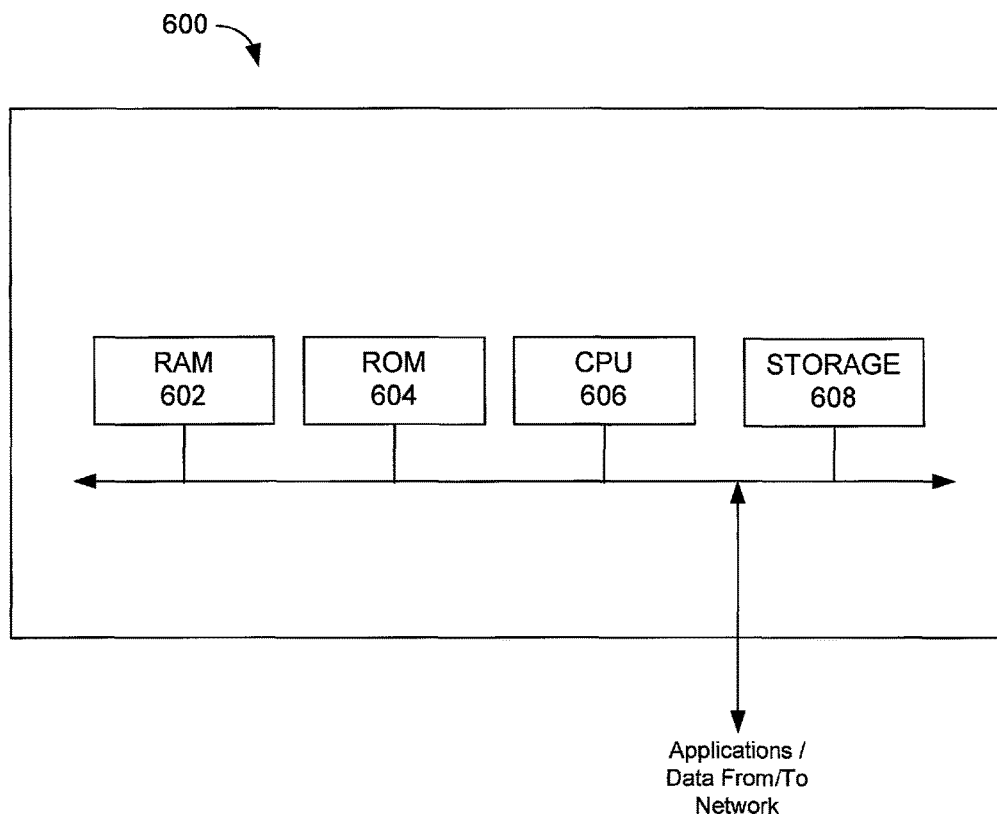 600
RAM
602
ROM
604
CPU
606
STORAGE
608
Applications /
Data From/To
Network